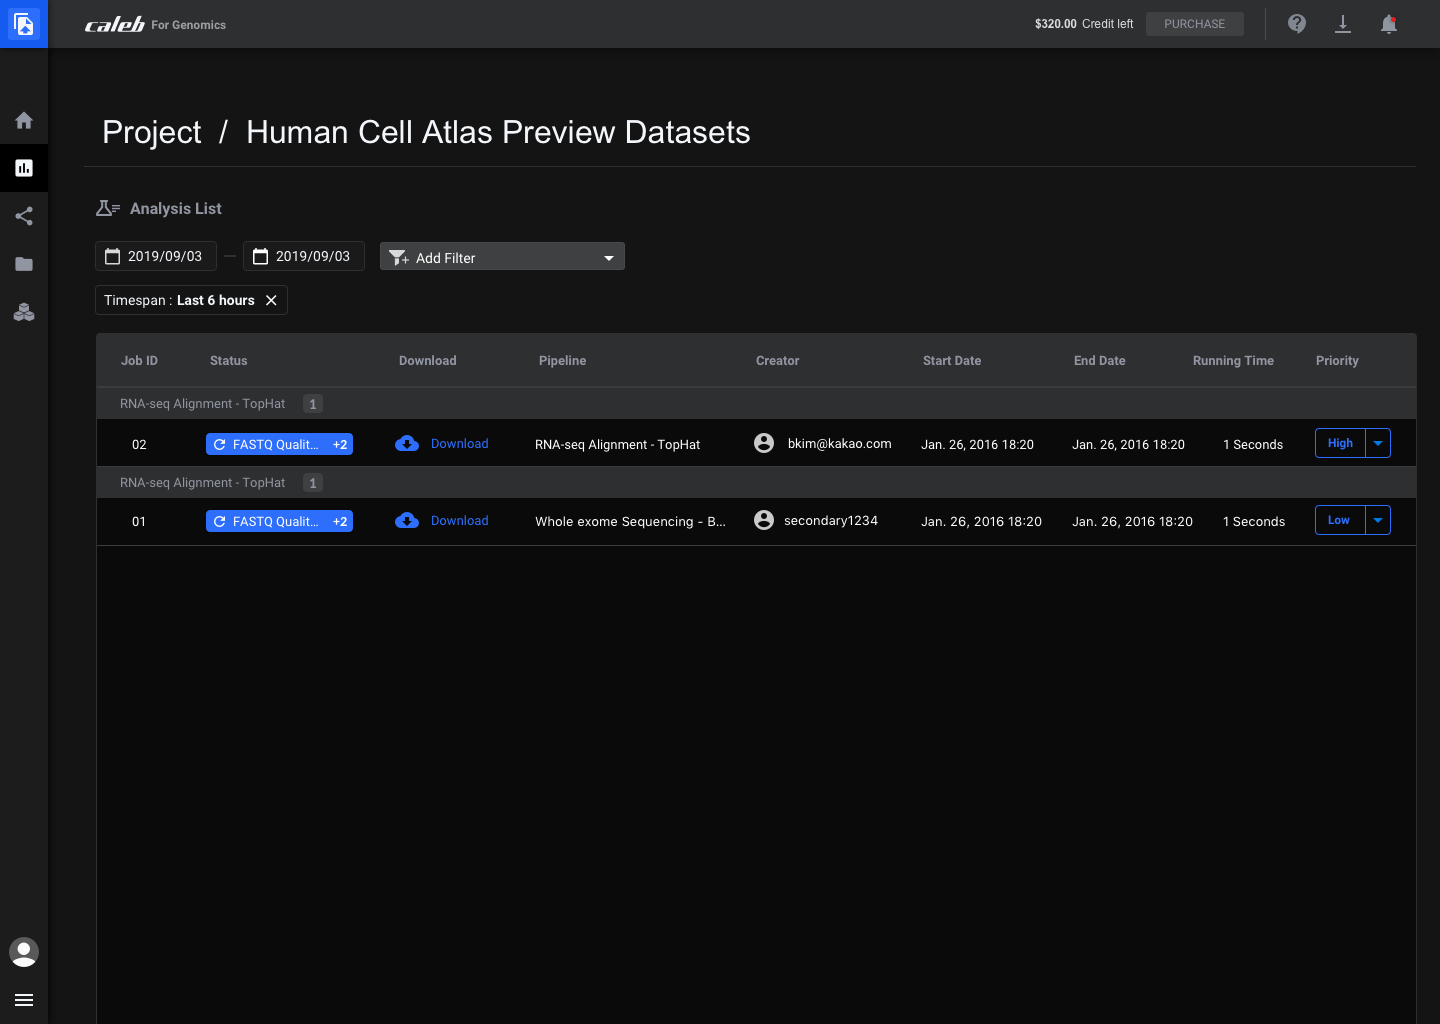 caleb For Genomics $320.00 Credit left PURCHASE
Project / Human Cell Atlas Preview Datasets
Analysis List
2019/09/03 — 2019/09/03 Add Filter
Timespan : Last 6 hours
Job ID Status Download Pipeline Creator Start Date End Date Running Time Priority
RNA-seq Alignment - TopHat 1
02 FASTQ Qualit... +2 Download RNA-seq Alignment - TopHat bkim@kakao.com Jan. 26, 2016 18:20 Jan. 26, 2016 18:20 1 Seconds High
RNA-seq Alignment - TopHat 1
01 FASTQ Qualit... +2 Download Whole exome Sequencing - B... secondary1234 Jan. 26, 2016 18:20 Jan. 26, 2016 18:20 1 Seconds Low